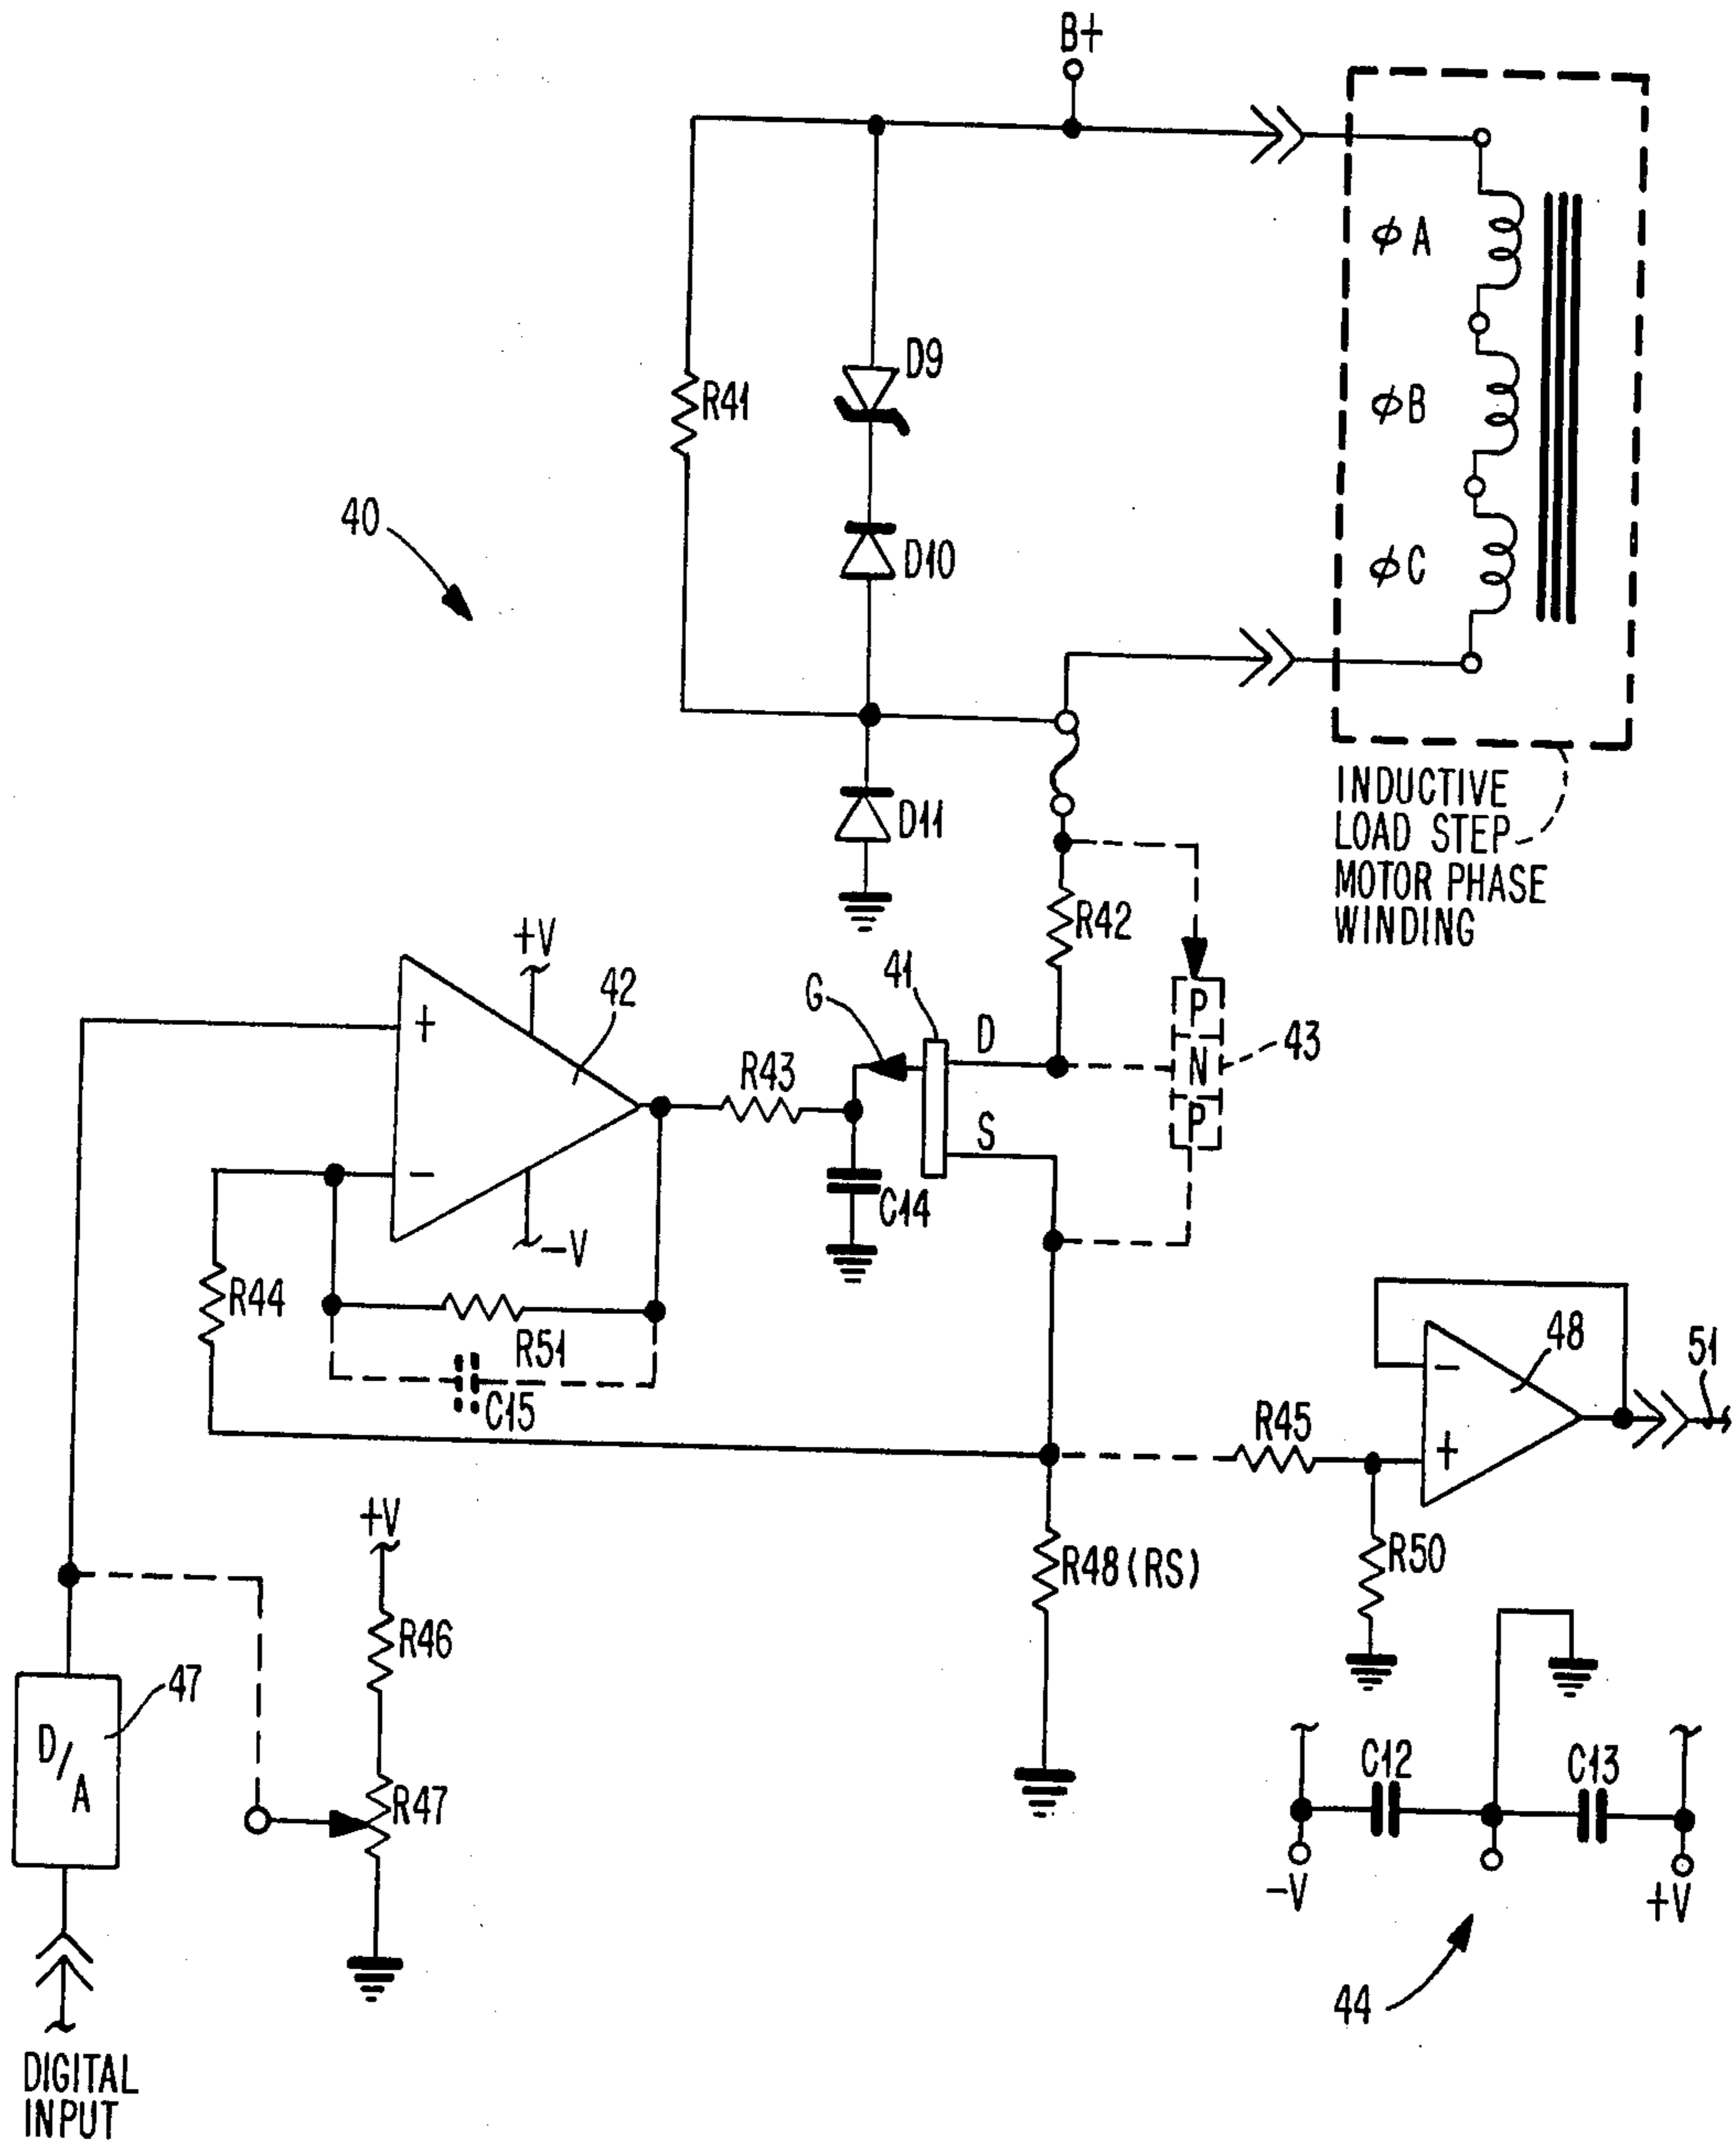 B+
φA
D9
R41
φB
40
D10
φC
D11
INDUCTIVE
LOAD STEP
MOTOR PHASE
WINDING
R42
+V
42
41
G
P
D
+
N
43
R43
P
S
−
C14
−V
R44
48
51
R51
−
C15
R45
+
+V
R48 (RS)
R50
R46
47
D/A
C12
C13
R47
−V
+V
44
DIGITAL
INPUT